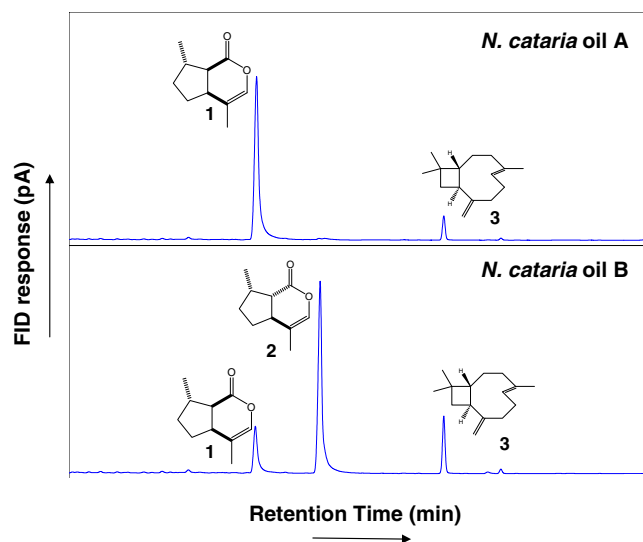 N. cataria oil A
O
O
1
H
H
3
N. cataria oil B
O
O
2
O
O
1
H
H
3
FID response (pA)
Retention Time (min)